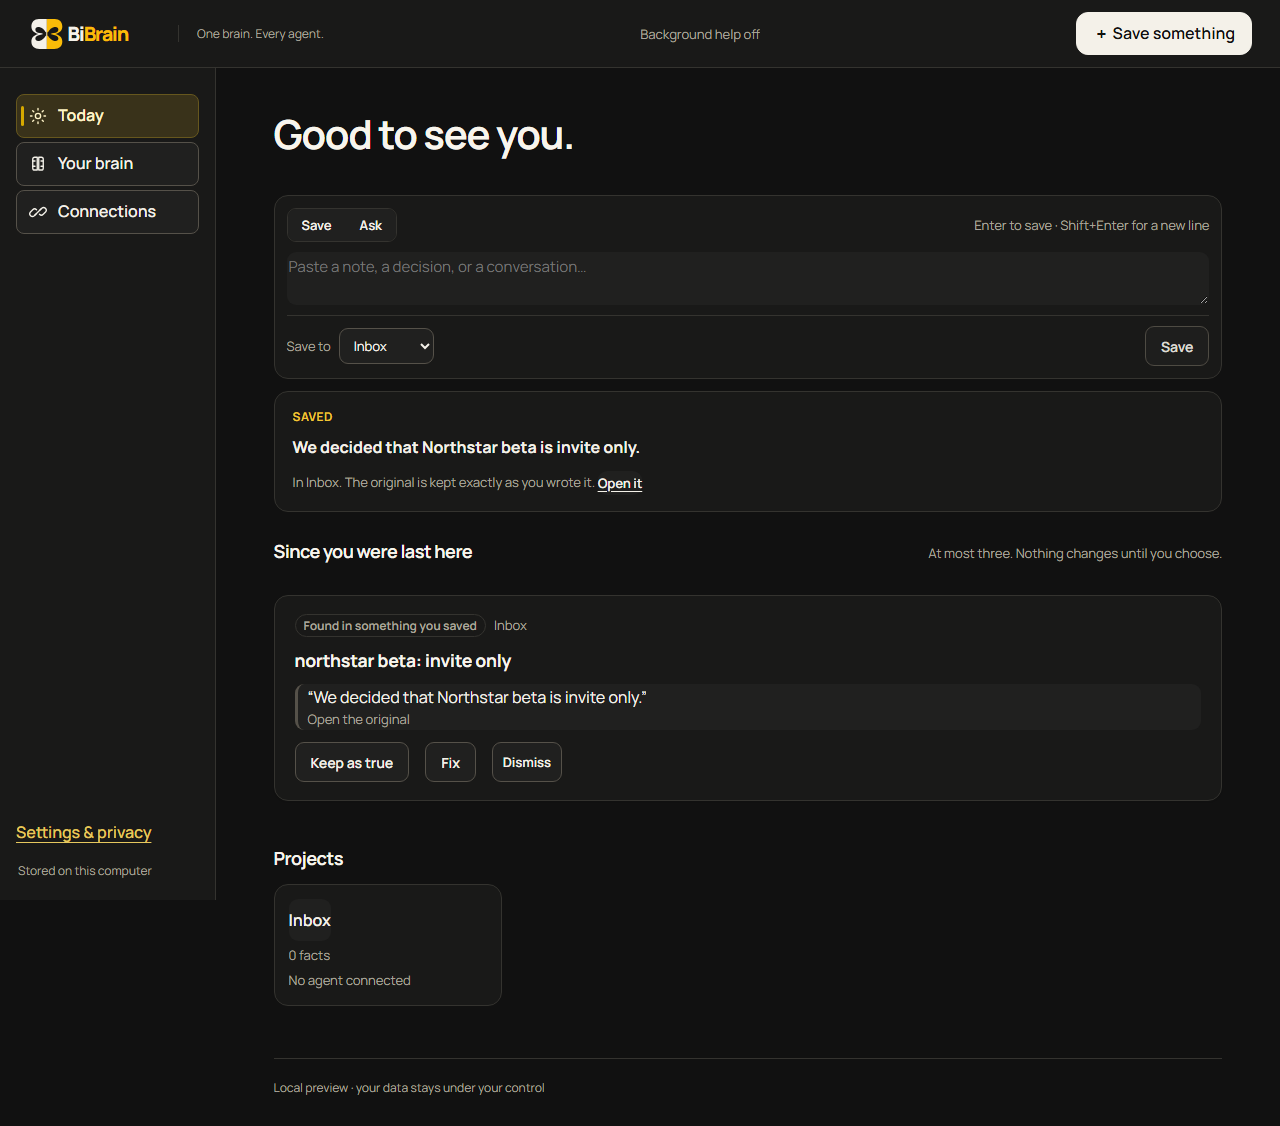 BiBrain
One brain. Every agent.
Background help off
+ Save something
Today
Your brain
Connections
Settings & privacy
Stored on this computer
Good to see you.
Save Ask
Enter to save · Shift+Enter for a new line
Paste a note, a decision, or a conversation…
Save to Inbox
Save
SAVED
We decided that Northstar beta is invite only.
In Inbox. The original is kept exactly as you wrote it. Open it
Since you were last here
At most three. Nothing changes until you choose.
Found in something you saved Inbox
northstar beta: invite only
“We decided that Northstar beta is invite only.”
Open the original
Keep as true Fix Dismiss
Projects
Inbox
0 facts
No agent connected
Local preview · your data stays under your control